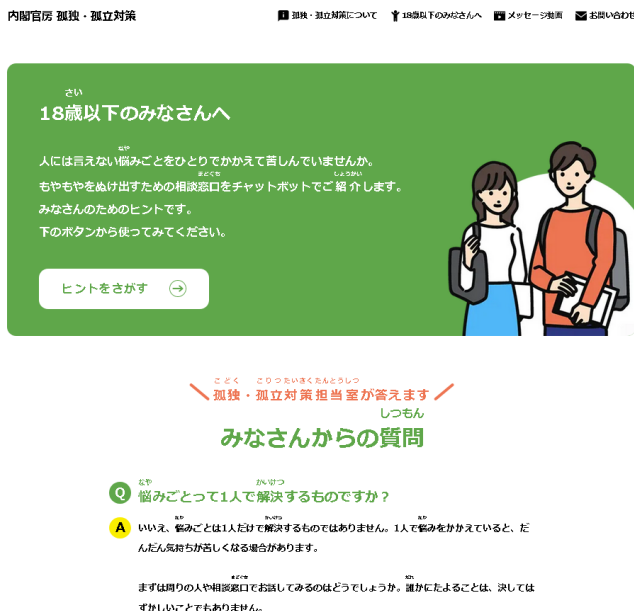 内閣官房 孤独・孤立対策
孤独・孤立対策について 18歳以下のみなさんへ メッセージ動画 お問い合わせ
さい
18歳以下のみなさんへ
なや
人には言えない悩みごとをひとりでかかえて苦しんでいませんか。
まどぐち しょうかい
もやもやをぬけ出すための相談窓口をチャットボットでご紹介します。
みなさんのためのヒントです。
下のボタンから使ってみてください。
ヒントをさがす
こどく こりつたいさくたんとうしつ
孤独・孤立対策担当室が答えます
しつもん
みなさんからの質問
なや かいけつ
Q 悩みごとって1人で解決するものですか？
なや かいけつ なや
A いいえ、悩みごとは1人だけで解決するものではありません。1人で悩みをかかえていると、だ
んだん気持ちが苦しくなる場合があります。
まどぐち だれ
まずは周りの人や相談窓口でお話してみるのはどうでしょうか。誰かにたよることは、決しては
ずかしいことでもありません。